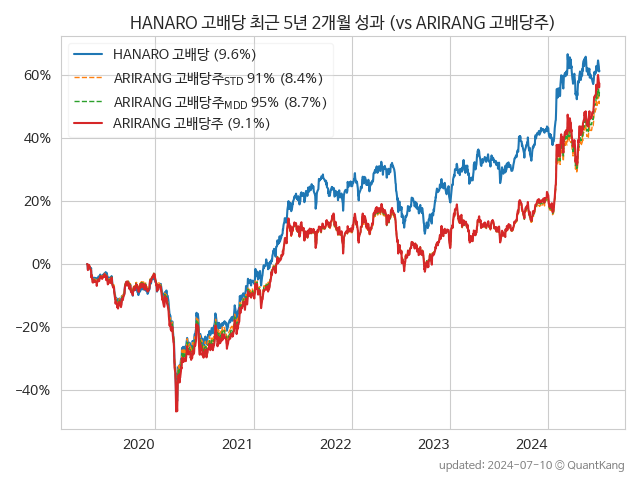 HANARO 고배당 최근 5년 2개월 성과 (vs ARIRANG 고배당주)
HANARO 고배당 (9.6%)
ARIRANG 고배당주STD 91% (8.4%)
ARIRANG 고배당주MDD 95% (8.7%)
ARIRANG 고배당주 (9.1%)
60%
40%
20%
0%
−20%
−40%
2020 2021 2022 2023 2024
updated: 2024-07-10 © QuantKang